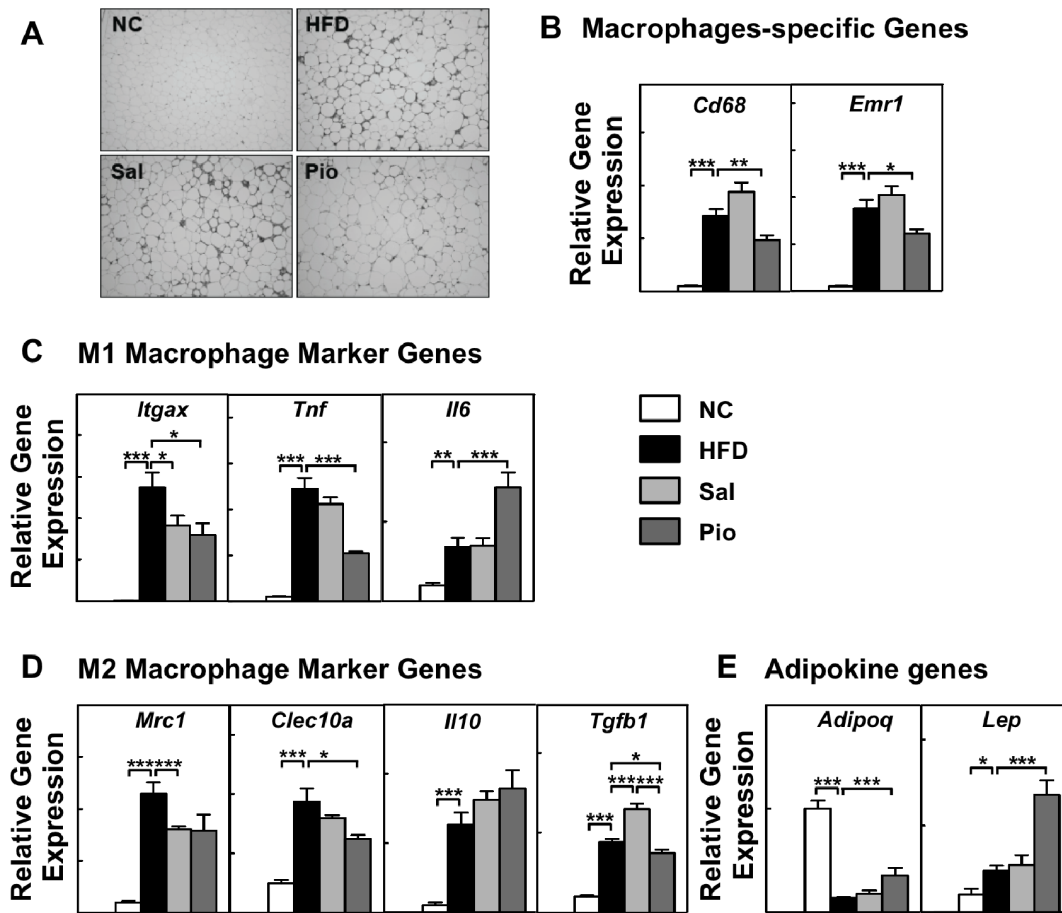 A
NC
HFD
Sal
Pio
B Macrophages-specific Genes
Relative Gene
Expression
Cd68
*** **
Emr1
*** *
C M1 Macrophage Marker Genes
Relative Gene
Expression
Itgax
*
*** *
Tnf
*** ***
Il6
** ***
NC
HFD
Sal
Pio
D M2 Macrophage Marker Genes
Relative Gene
Expression
Mrc1
*** ***
Clec10a
*** *
Il10
***
Tgfb1
*
*** ***
***
E Adipokine genes
Relative Gene
Expression
Adipoq
*** ***
Lep
* ***